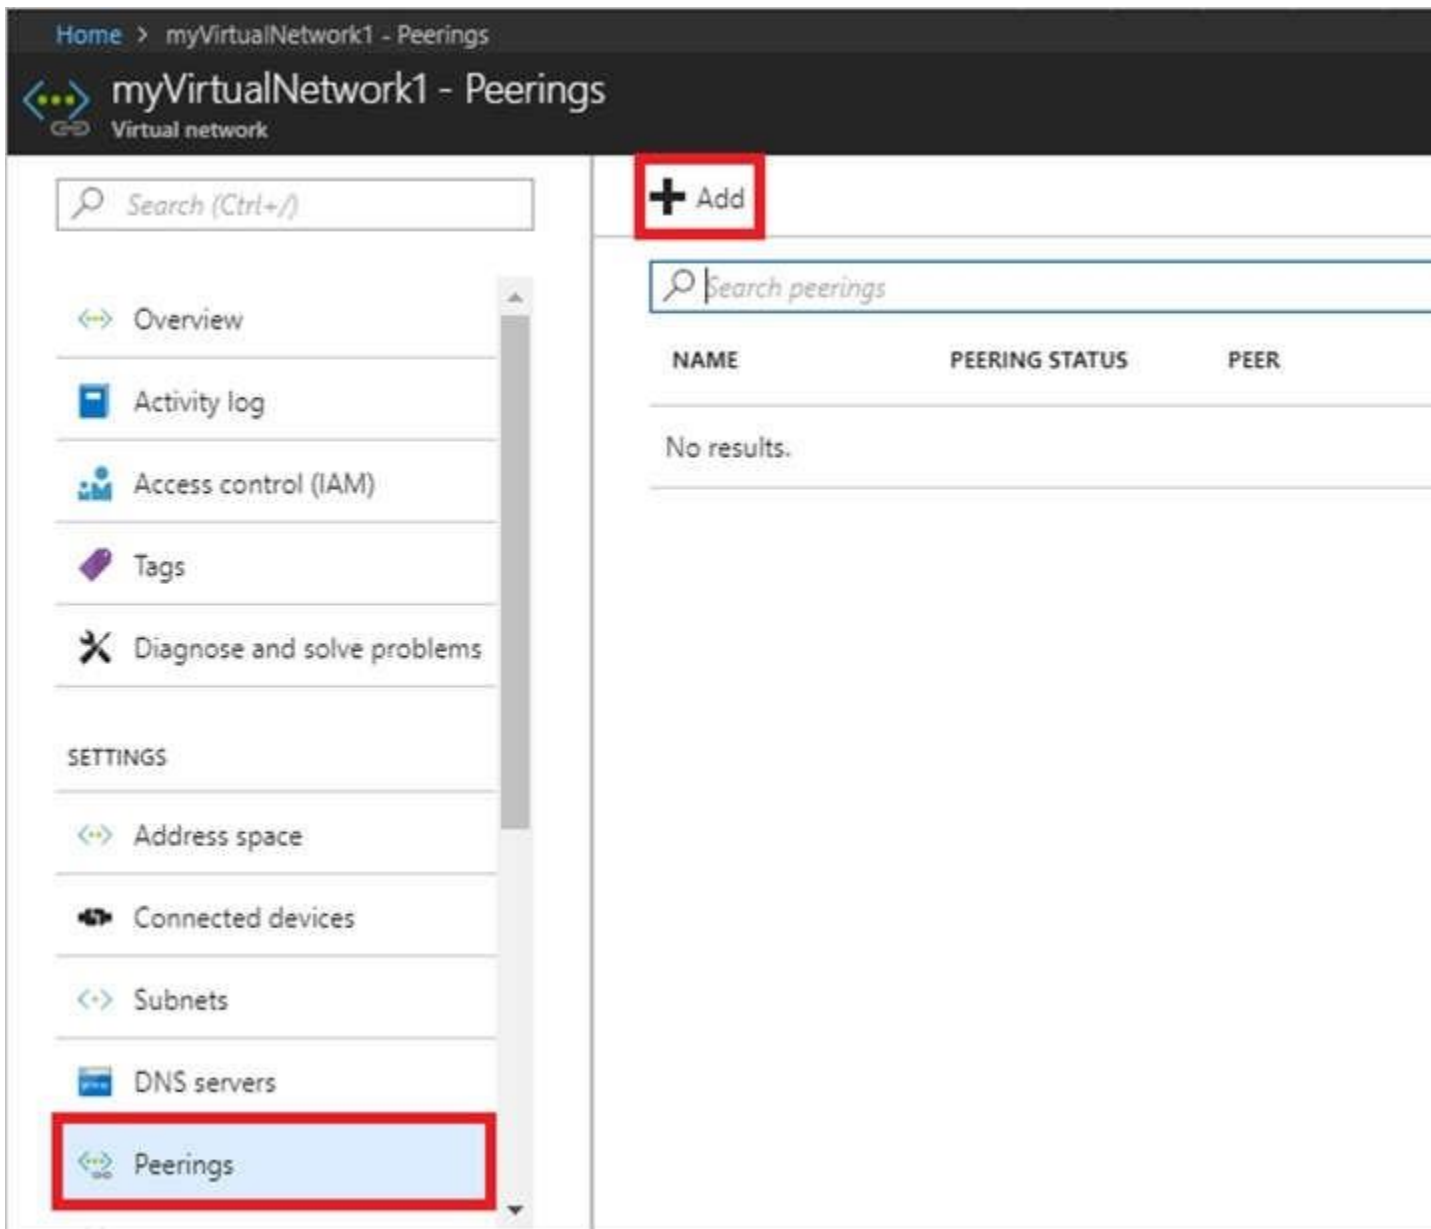 Home > myVirtualNetwork1 - Peerings
myVirtualNetwork1 - Peerings
Virtual network
Search (Ctrl+/)
Overview
Activity log
Access control (IAM)
Tags
Diagnose and solve problems
SETTINGS
Address space
Connected devices
Subnets
DNS servers
Peerings
Add
Search peerings
NAME PEERING STATUS PEER
No results.